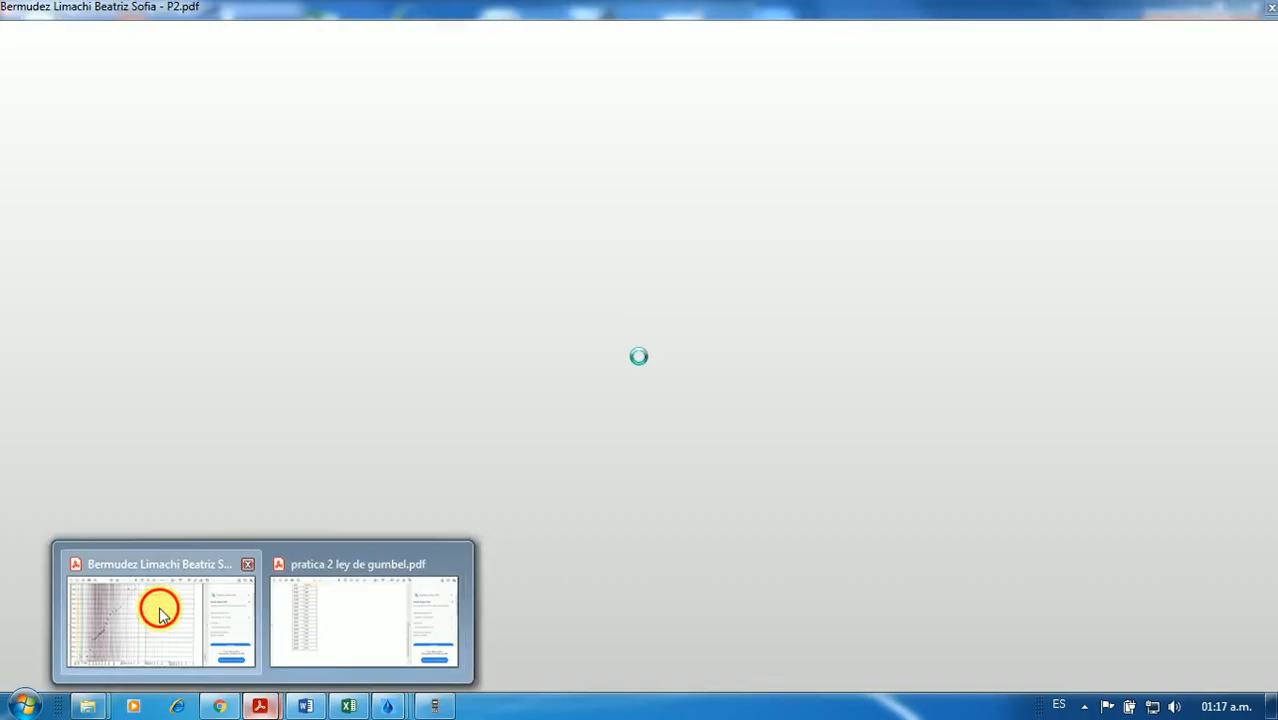 Bermudez Limachi Beatriz Sofia - P2.pdf
Bermudez Limachi Beatriz S...
pratica 2 ley de gumbel.pdf
ES
01:17 a.m.